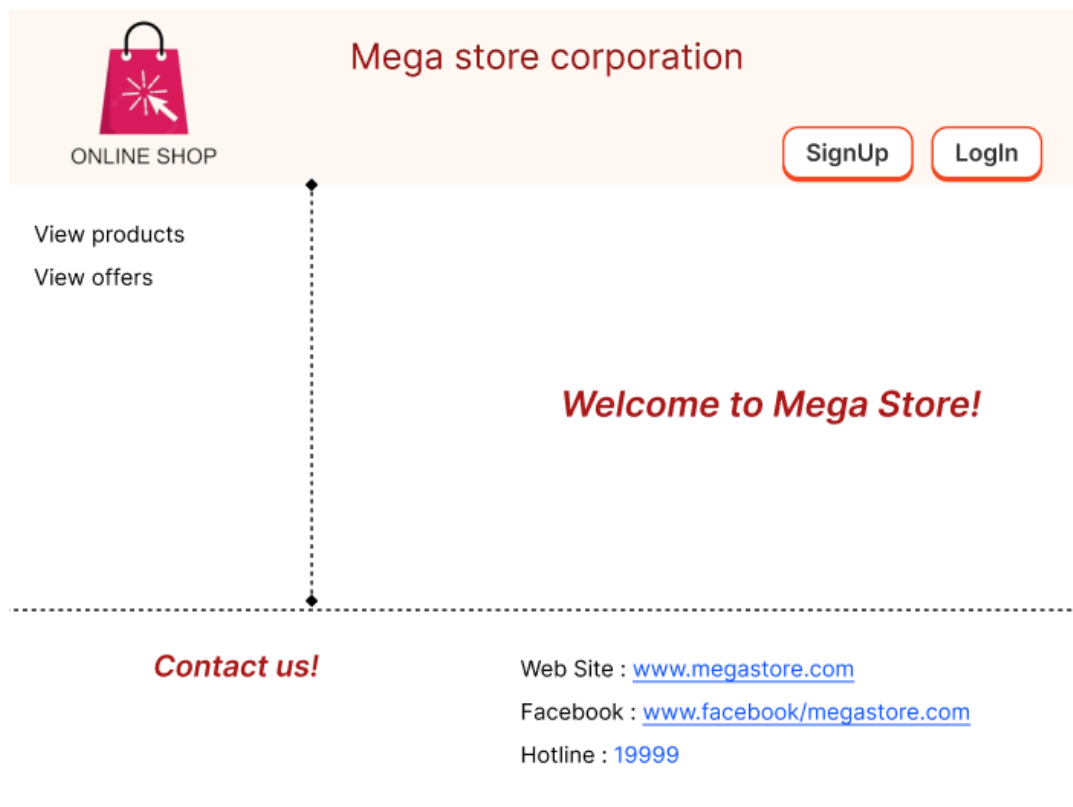 Mega store corporation
ONLINE SHOP
SignUp
LogIn
View products
View offers
Welcome to Mega Store!
Contact us!
Web Site : www.megastore.com
Facebook : www.facebook/megastore.com
Hotline : 19999